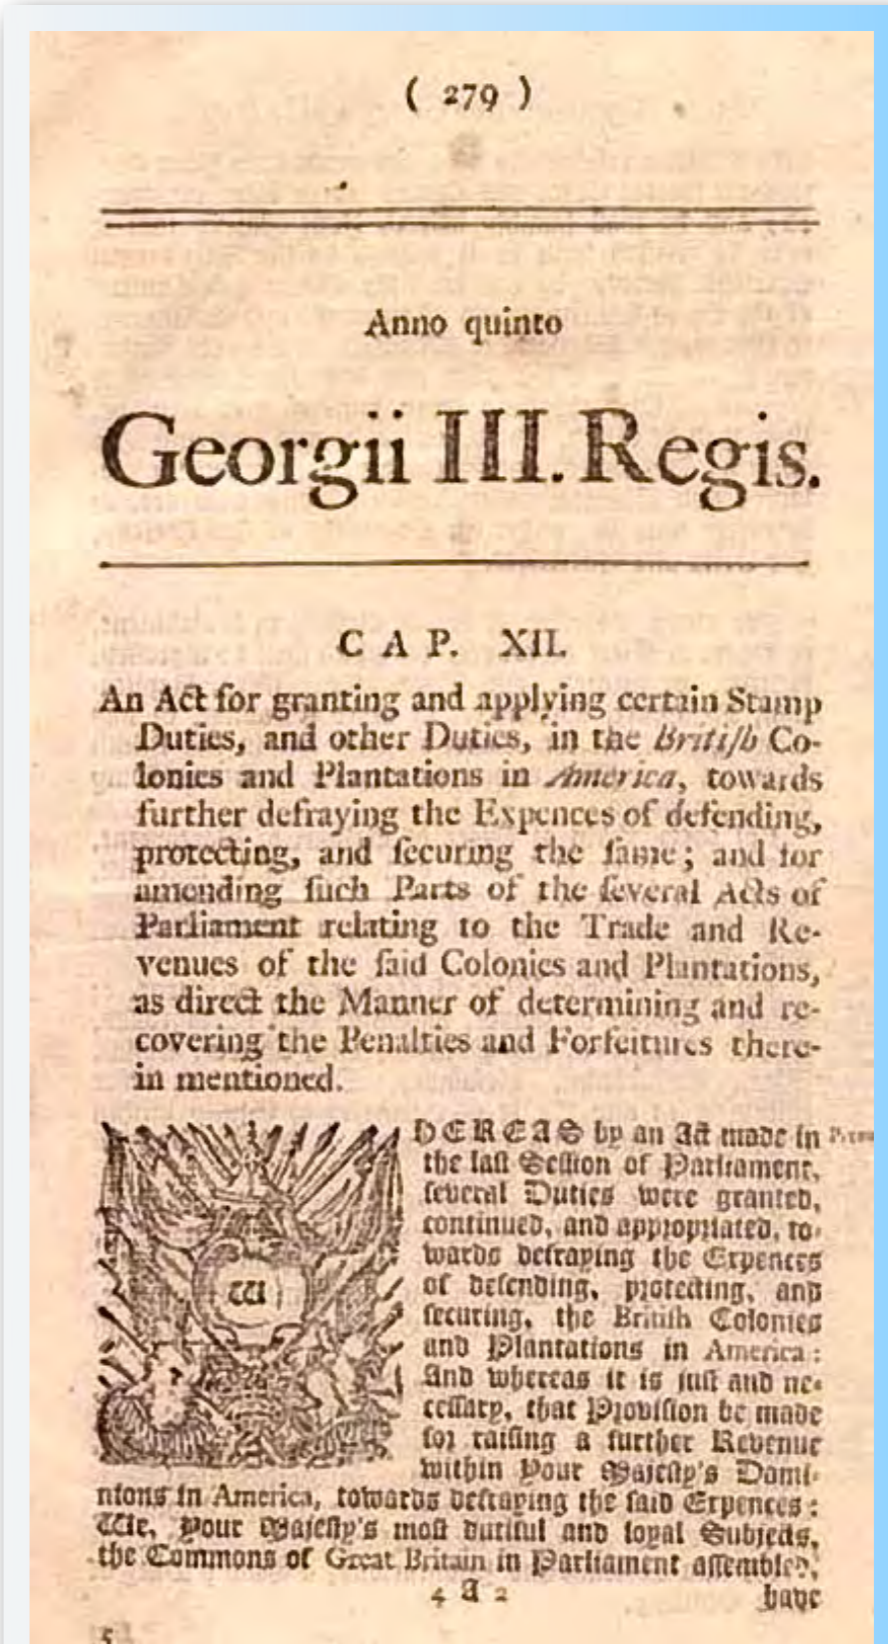 ( 279 )
Anno quinto
Georgii III. Regis.
CAP. XII.
An Act for granting and applying certain Stamp
Duties, and other Duties, in the Britiſh Co-
lonies and Plantations in America, towards
further defraying the Expences of defending,
protecting, and ſecuring the ſame; and for
amending ſuch Parts of the ſeveral Acts of
Parliament relating to the Trade and Re-
venues of the ſaid Colonies and Plantations,
as direct the Manner of determining and re-
covering the Penalties and Forfeitures there-
in mentioned.
WHEREAS by an Act made in
the laſt Seſſion of Parliament,
ſeveral Duties were granted,
continued, and appropriated, to-
wards defraying the Expences
of defending, protecting, and
ſecuring, the Britiſh Colonies
and Plantations in America:
And whereas it is juſt and ne-
ceſſary, that Proviſion be made
for raiſing a further Revenue
within Your Majeſty's Domi-
nions in America, towards defraying the ſaid Expences:
We, Your Majeſty's moſt dutiful and loyal Subjects,
the Commons of Great Britain in Parliament aſſembled,
4 A 2
have
5